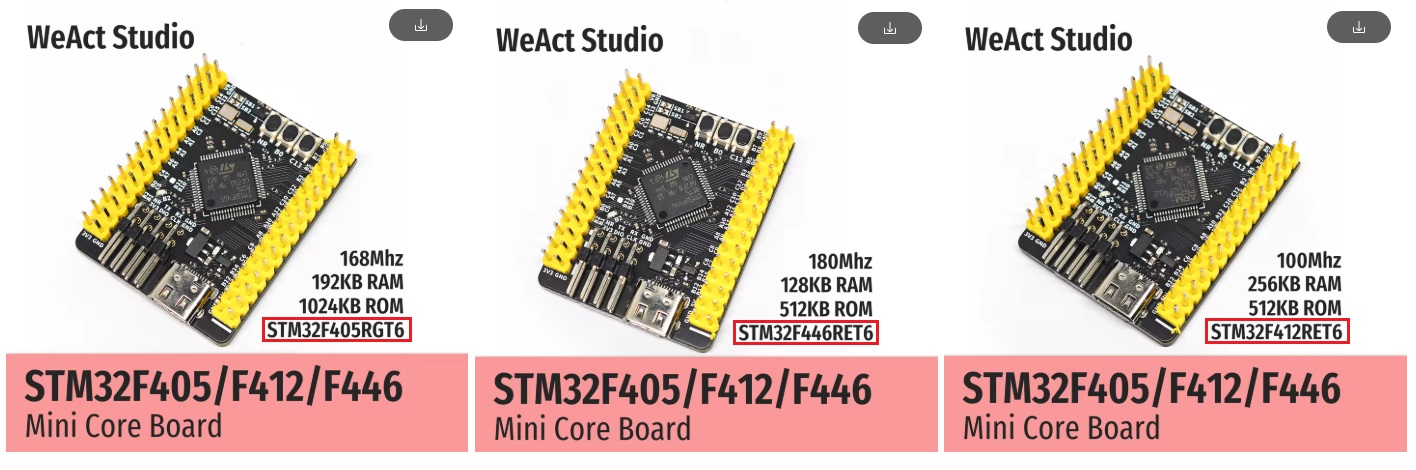 WeAct Studio
168Mhz
192KB RAM
1024KB ROM
STM32F405RGT6
STM32F405/F412/F446
Mini Core Board
WeAct Studio
180Mhz
128KB RAM
512KB ROM
STM32F446RET6
STM32F405/F412/F446
Mini Core Board
WeAct Studio
100Mhz
256KB RAM
512KB ROM
STM32F412RET6
STM32F405/F412/F446
Mini Core Board